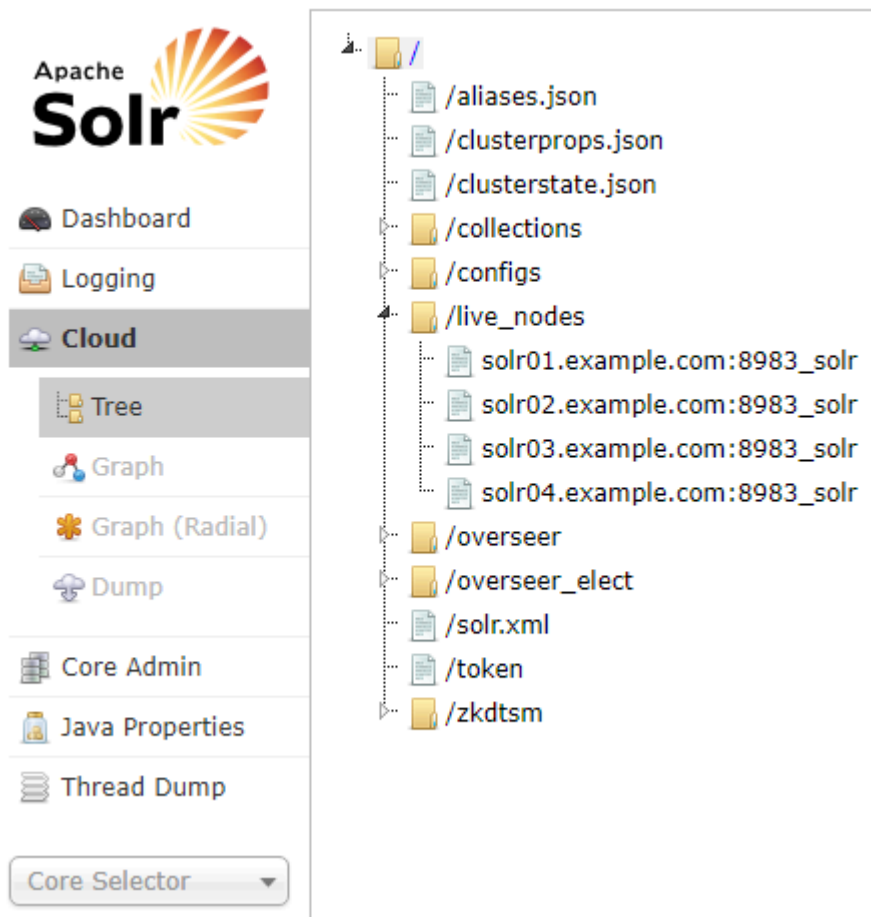 Apache
Solr
Dashboard
Logging
Cloud
Tree
Graph
Graph (Radial)
Dump
Core Admin
Java Properties
Thread Dump
Core Selector
/
/aliases.json
/clusterprops.json
/clusterstate.json
/collections
/configs
/live_nodes
solr01.example.com:8983_solr
solr02.example.com:8983_solr
solr03.example.com:8983_solr
solr04.example.com:8983_solr
/overseer
/overseer_elect
/solr.xml
/token
/zkdtsm